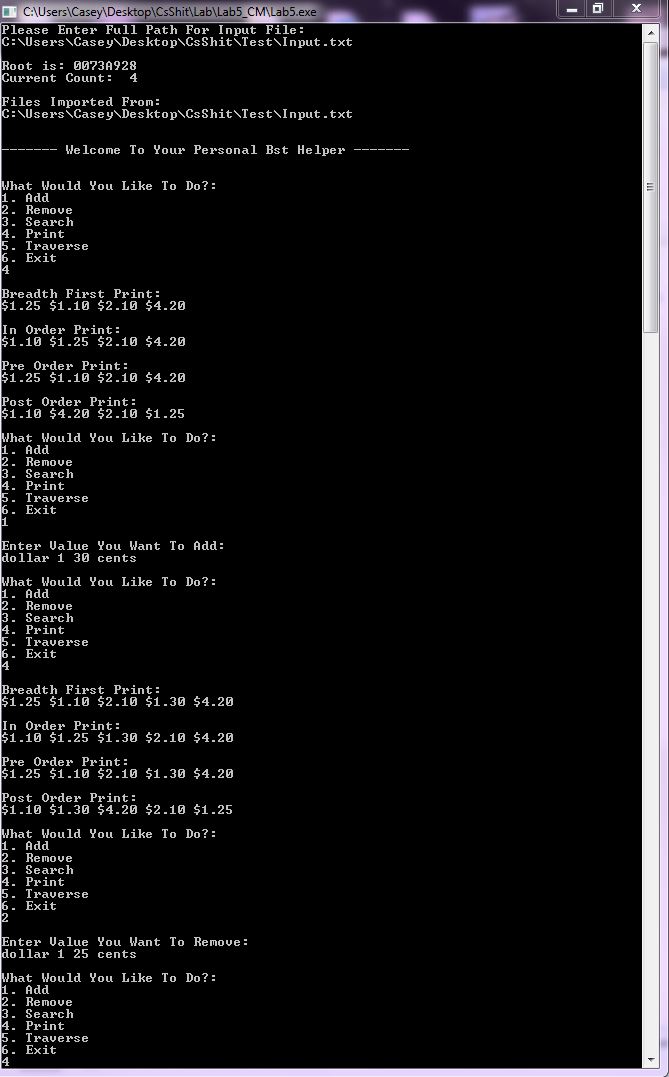 C:\Users\Casey\Desktop\CsShit\Lab\Lab5_CM\Lab5.exe
Please Enter Full Path For Input File:
C:\Users\Casey\Desktop\CsShit\Test\Input.txt
Root is: 0073A928
Current Count:  4
Files Imported From:
C:\Users\Casey\Desktop\CsShit\Test\Input.txt
------- Welcome To Your Personal Bst Helper -------
What Would You Like To Do?:
1. Add
2. Remove
3. Search
4. Print
5. Traverse
6. Exit
4
Breadth First Print:
$1.25 $1.10 $2.10 $4.20
In Order Print:
$1.10 $1.25 $2.10 $4.20
Pre Order Print:
$1.25 $1.10 $2.10 $4.20
Post Order Print:
$1.10 $4.20 $2.10 $1.25
What Would You Like To Do?:
1. Add
2. Remove
3. Search
4. Print
5. Traverse
6. Exit
1
Enter Value You Want To Add:
dollar 1 30 cents
What Would You Like To Do?:
1. Add
2. Remove
3. Search
4. Print
5. Traverse
6. Exit
4
Breadth First Print:
$1.25 $1.10 $2.10 $1.30 $4.20
In Order Print:
$1.10 $1.25 $1.30 $2.10 $4.20
Pre Order Print:
$1.25 $1.10 $2.10 $1.30 $4.20
Post Order Print:
$1.10 $1.30 $4.20 $2.10 $1.25
What Would You Like To Do?:
1. Add
2. Remove
3. Search
4. Print
5. Traverse
6. Exit
2
Enter Value You Want To Remove:
dollar 1 25 cents
What Would You Like To Do?:
1. Add
2. Remove
3. Search
4. Print
5. Traverse
6. Exit
4